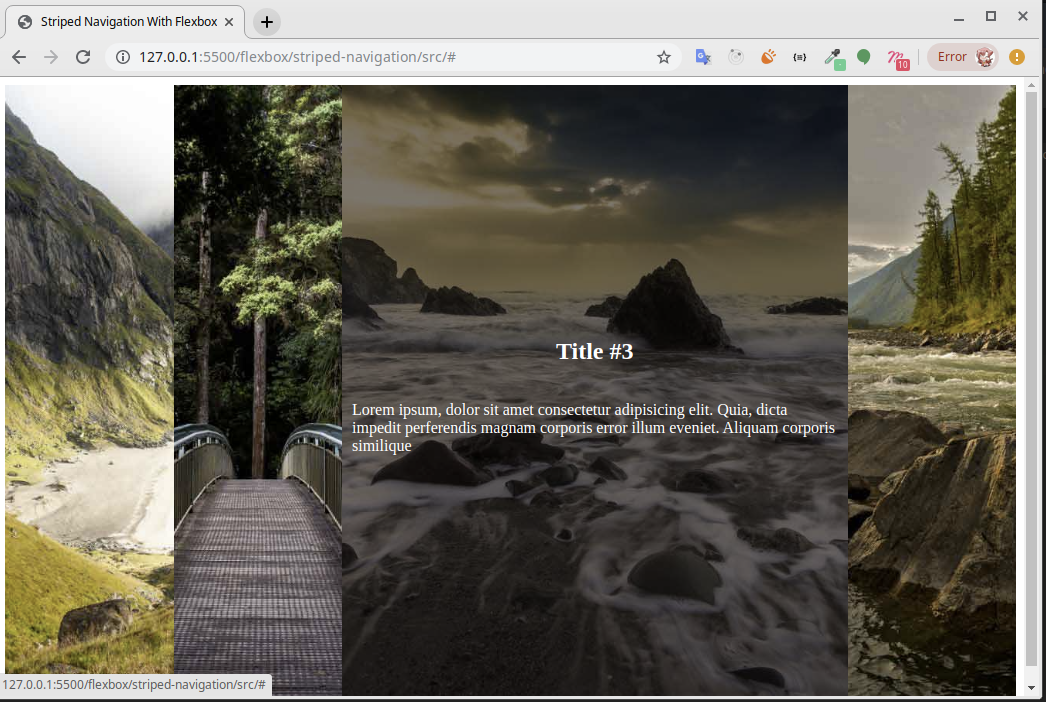 Striped Navigation With Flexbox
127.0.0.1:5500/flexbox/striped-navigation/src/#
10
Error
Title #3
Lorem ipsum, dolor sit amet consectetur adipisicing elit. Quia, dicta
impedit perferendis magnam corporis error illum eveniet. Aliquam corporis
similique
127.0.0.1:5500/flexbox/striped-navigation/src/#